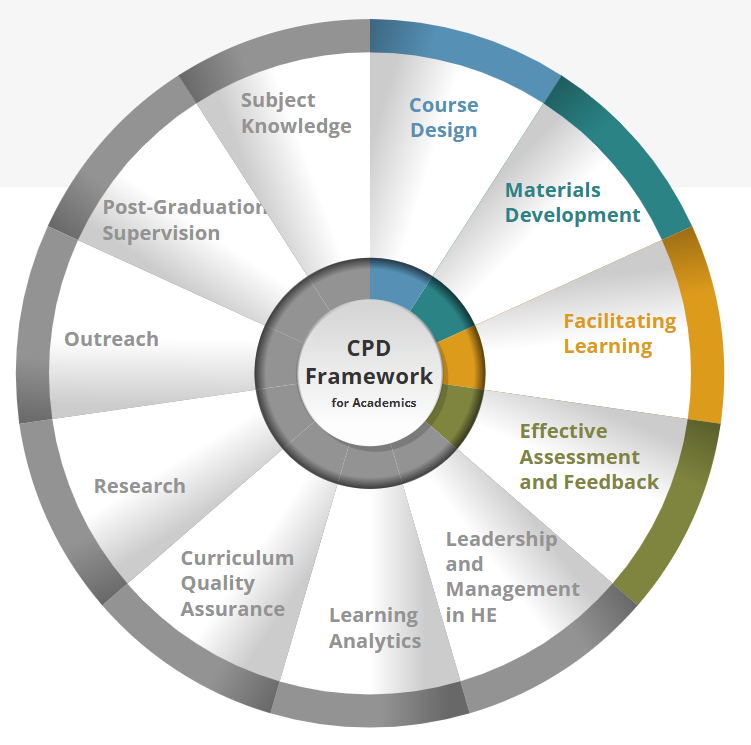 CPD
Framework
for Academics
Course
Design
Materials
Development
Facilitating
Learning
Effective
Assessment
and Feedback
Leadership
and
Management
in HE
Learning
Analytics
Curriculum
Quality
Assurance
Research
Outreach
Post-Graduation
Supervision
Subject
Knowledge